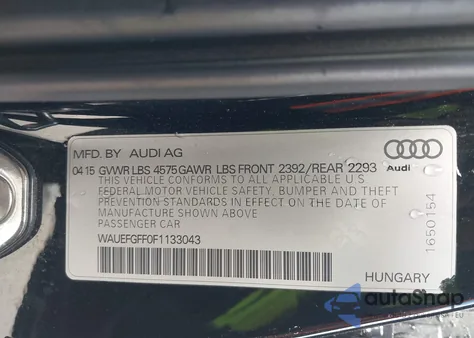 MFD. BY AUDI AG
04 15 GVWR LBS 4575 GAWR LBS FRONT 2392/REAR 2293
THIS VEHICLE CONFORMS TO ALL APPLICABLE U.S.
FEDERAL MOTOR VEHICLE SAFETY, BUMPER AND THEFT
PREVENTION STANDARDS IN EFFECT ON THE DATE OF
MANUFACTURE SHOWN ABOVE.
PASSENGER CAR
WAUEFGFF0F1133043
Audi
1650154
HUNGARY
autoShap